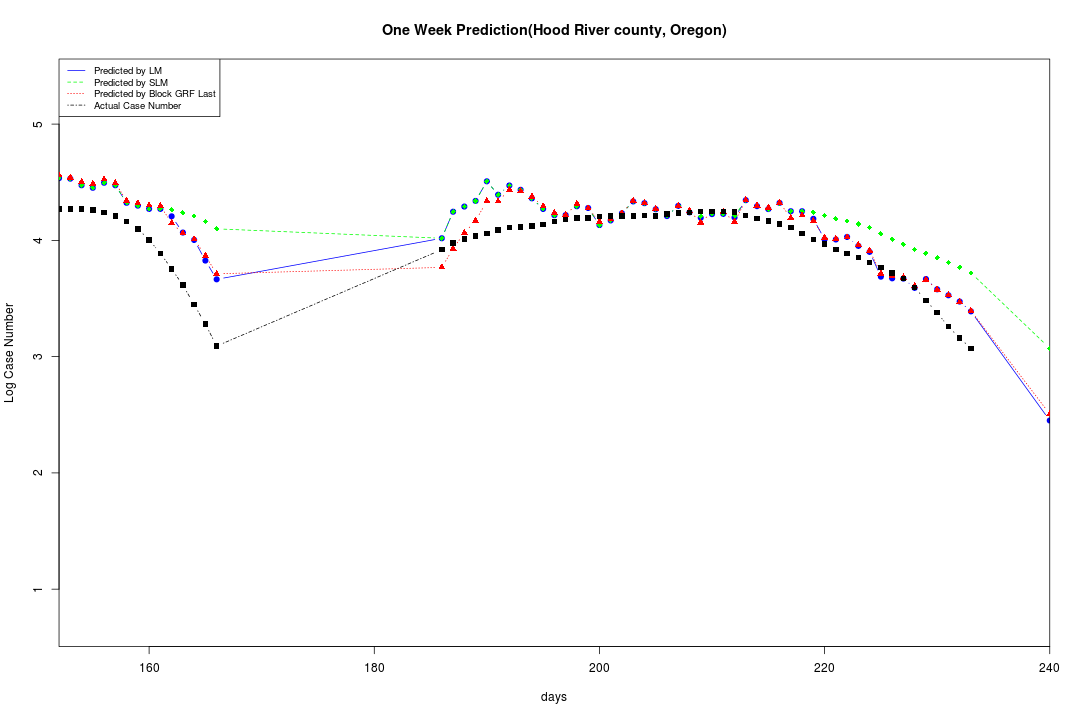 One Week Prediction(Hood River county, Oregon)
Predicted by LM
Predicted by SLM
Predicted by Block GRF Last
Actual Case Number
5
4
3
2
1
Log Case Number
160 180 200 220 240
days